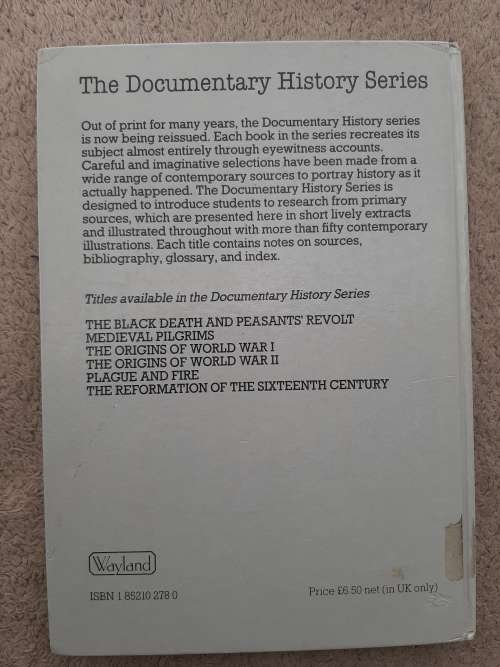 The Documentary History Series
Out of print for many years, the Documentary History series
is now being reissued. Each book in the series recreates its
subject almost entirely through eyewitness accounts.
Careful and imaginative selections have been made from a
wide range of contemporary sources to portray history as it
actually happened. The Documentary History Series is
designed to introduce students to research from primary
sources, which are presented here in short lively extracts
and illustrated throughout with more than fifty contemporary
illustrations. Each title contains notes on sources,
bibliography, glossary, and index.
Titles available in the Documentary History Series
THE BLACK DEATH AND PEASANTS' REVOLT
MEDIEVAL PILGRIMS
THE ORIGINS OF WORLD WAR I
THE ORIGINS OF WORLD WAR II
PLAGUE AND FIRE
THE REFORMATION OF THE SIXTEENTH CENTURY
Wayland
ISBN 1 85210 278 0
Price £6.50 net (in UK only)